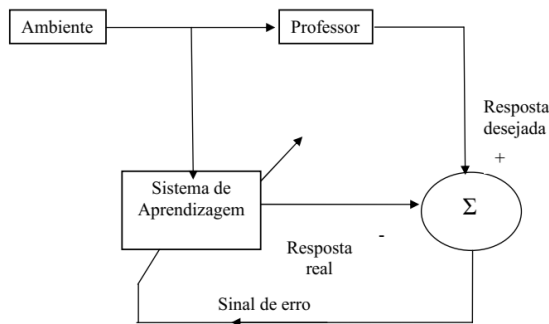 Ambiente
Professor
Resposta
desejada
+
Sistema de
Aprendizagem
Σ
-
Resposta
real
Sinal de erro